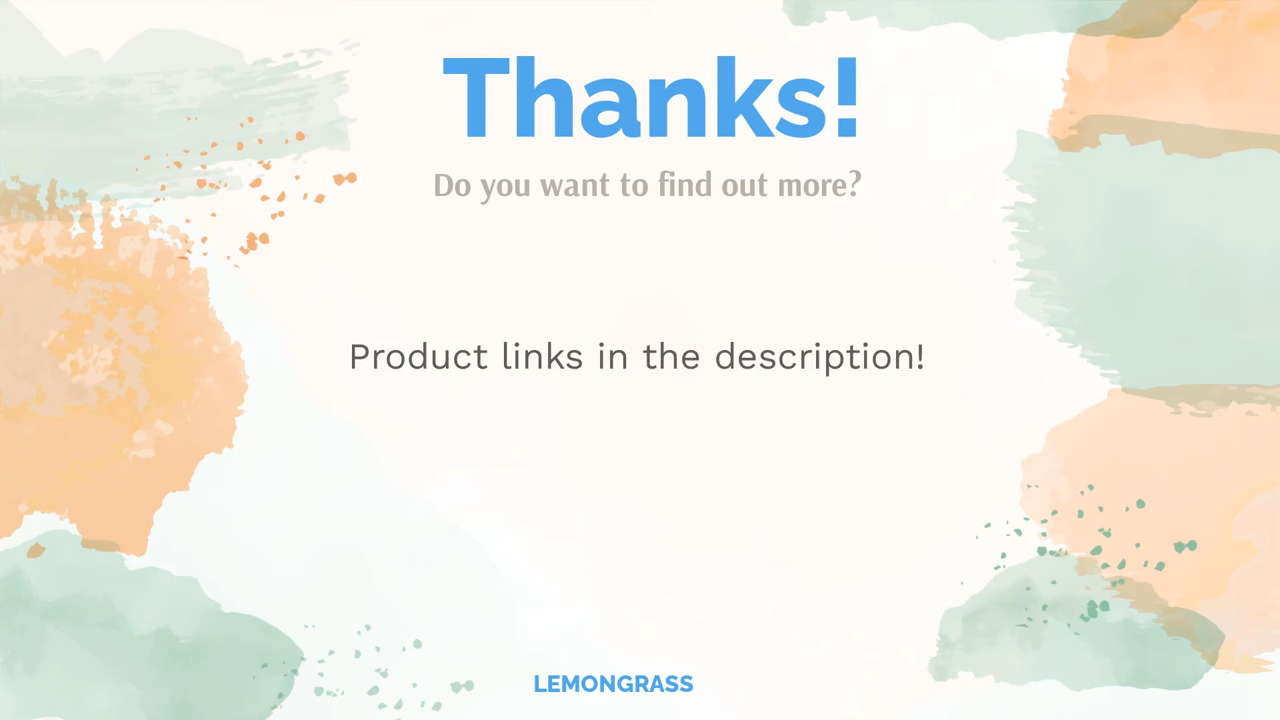 Thanks!
Do you want to find out more?
Product links in the description!
LEMONGRASS